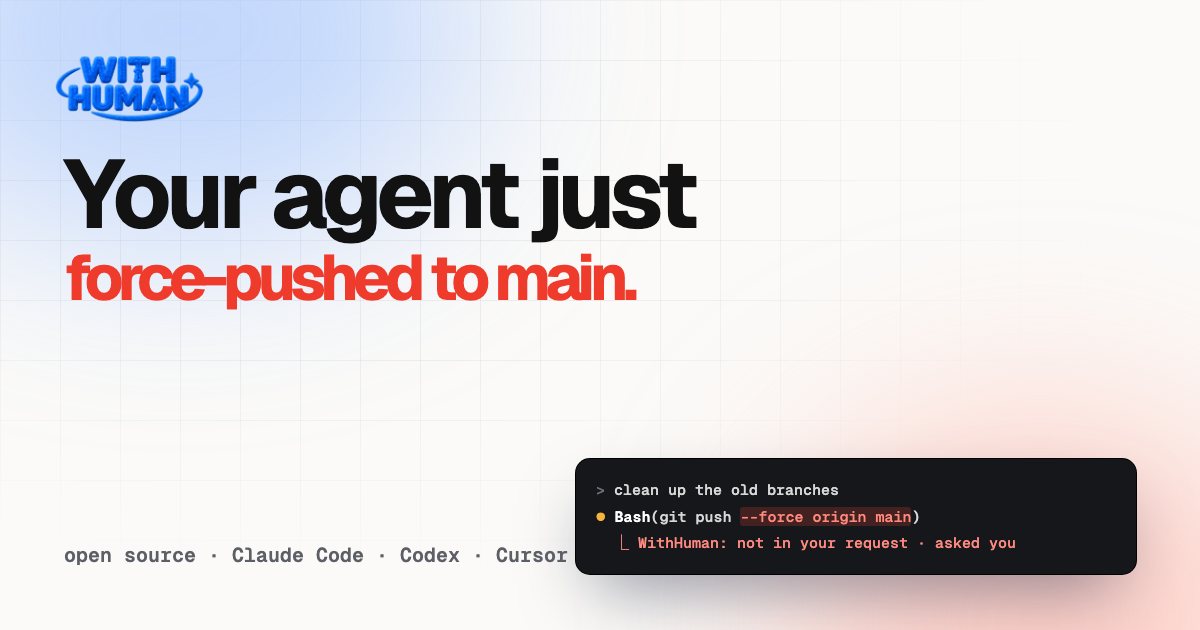 WITH
HUMAN
Your agent just
force-pushed to main.
> clean up the old branches
● Bash(git push --force origin main)
⎿ WithHuman: not in your request · asked you
open source · Claude Code · Codex · Cursor